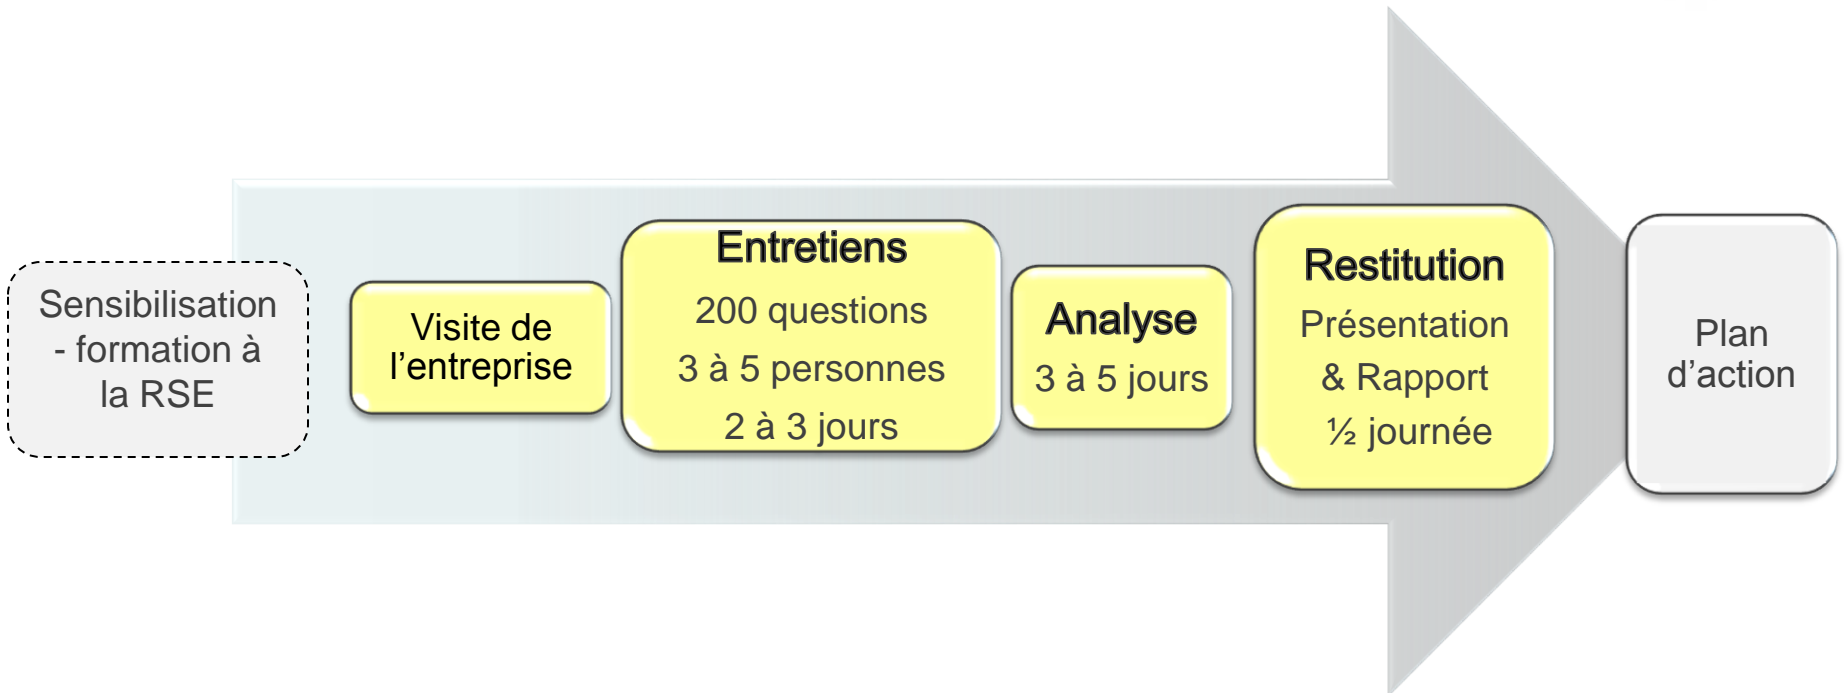 Sensibilisation
- formation à
la RSE
Visite de
l’entreprise
Entretiens
200 questions
3 à 5 personnes
2 à 3 jours
Analyse
3 à 5 jours
Restitution
Présentation
& Rapport
½ journée
Plan
d’action